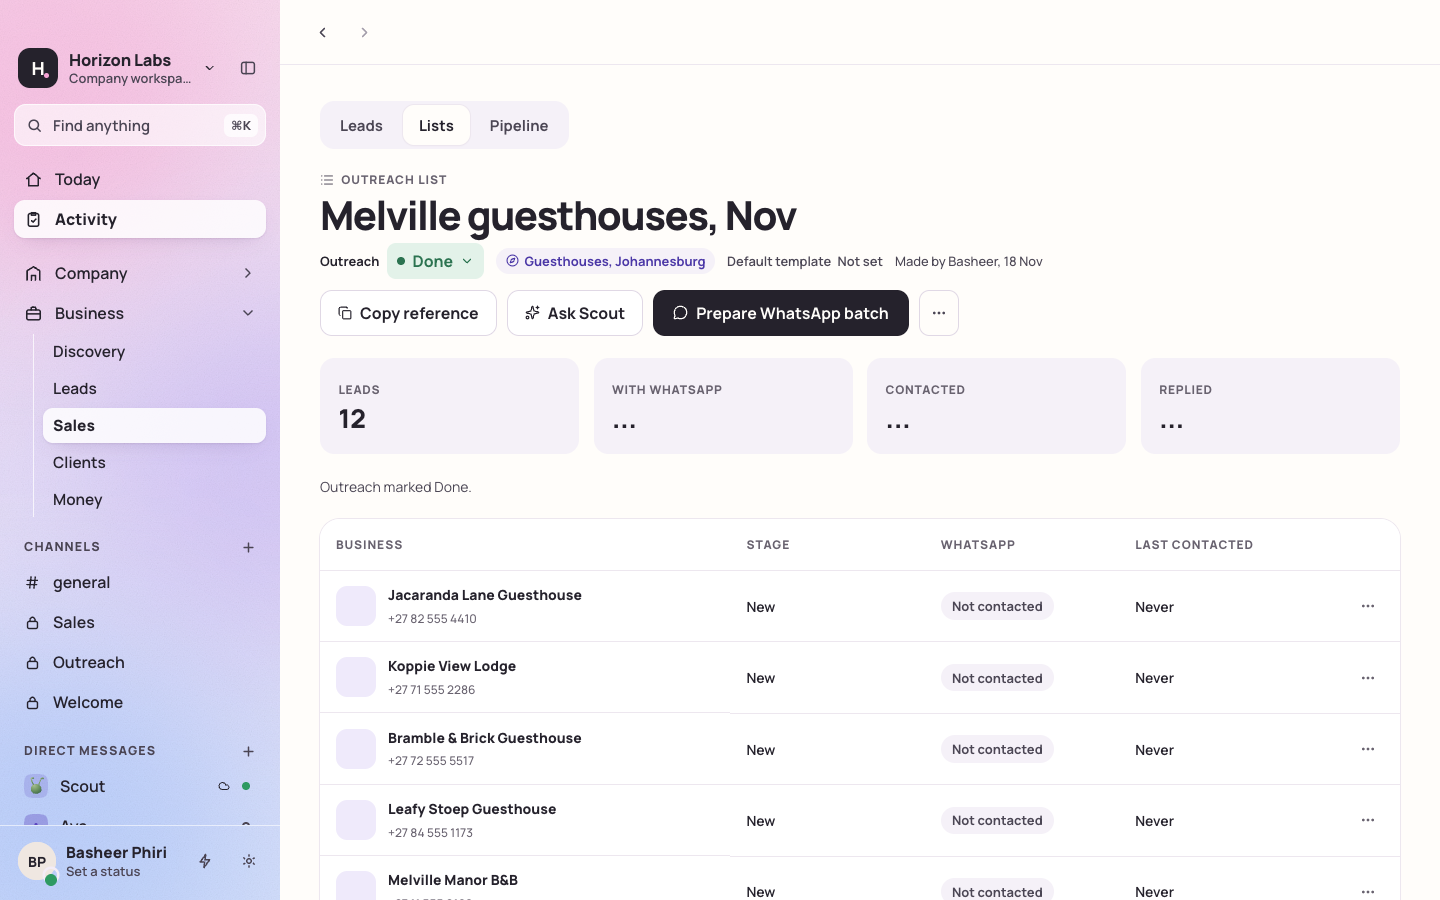 H.
Horizon Labs
Company workspa...
Find anything
⌘K
Today
Activity
Company
Business
Discovery
Leads
Sales
Clients
Money
CHANNELS
# general
Sales
Outreach
Welcome
DIRECT MESSAGES
Scout
BP
Basheer Phiri
Set a status
Leads Lists Pipeline
OUTREACH LIST
Melville guesthouses, Nov
Outreach Done Guesthouses, Johannesburg Default template Not set Made by Basheer, 18 Nov
Copy reference Ask Scout Prepare WhatsApp batch ...
LEADS WITH WHATSAPP CONTACTED REPLIED
12 ... ... ...
Outreach marked Done.
BUSINESS STAGE WHATSAPP LAST CONTACTED
Jacaranda Lane Guesthouse
+27 82 555 4410
New Not contacted Never
Koppie View Lodge
+27 71 555 2286
New Not contacted Never
Bramble & Brick Guesthouse
+27 72 555 5517
New Not contacted Never
Leafy Stoep Guesthouse
+27 84 555 1173
New Not contacted Never
Melville Manor B&B
New Not contacted Never